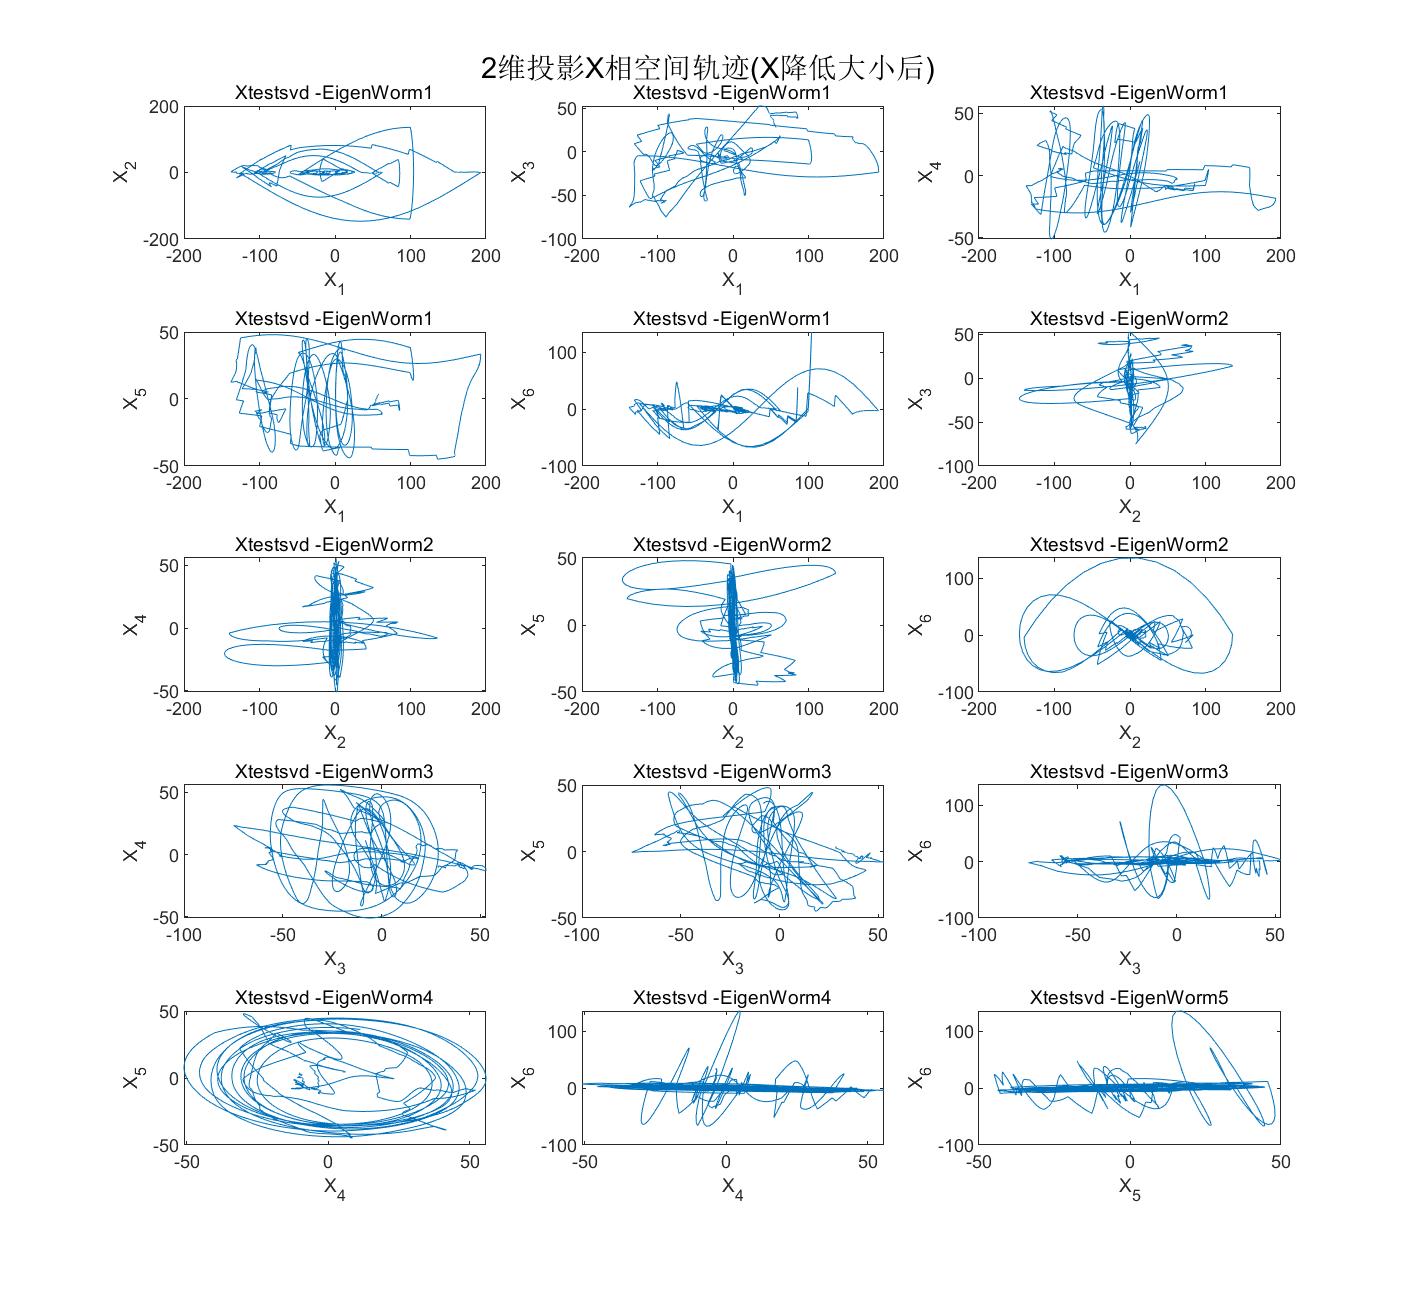 2维投影X相空间轨迹(X降低大小后)
Xtestsvd -EigenWorm1 Xtestsvd -EigenWorm1 Xtestsvd -EigenWorm1
200 50 50
X2 0 X3 0 X4 0
-50
-200 -100 -50
-200 -100 0 100 200 -200 -100 0 100 200 -200 -100 0 100 200
X1 X1 X1
Xtestsvd -EigenWorm1 Xtestsvd -EigenWorm1 Xtestsvd -EigenWorm2
50 100 50
X5 0 X6 0 X3 0
-50
-50 -100 -100
-200 -100 0 100 200 -200 -100 0 100 200 -200 -100 0 100 200
X1 X1 X2
Xtestsvd -EigenWorm2 Xtestsvd -EigenWorm2 Xtestsvd -EigenWorm2
50 50 100
X4 0 X5 0 X6 0
-50 -50 -100
-200 -100 0 100 200 -200 -100 0 100 200 -200 -100 0 100 200
X2 X2 X2
Xtestsvd -EigenWorm3 Xtestsvd -EigenWorm3 Xtestsvd -EigenWorm3
50 50 100
X4 0 X5 0 X6 0
-50 -50 -100
-100 -50 0 50 -100 -50 0 50 -100 -50 0 50
X3 X3 X3
Xtestsvd -EigenWorm4 Xtestsvd -EigenWorm4 Xtestsvd -EigenWorm5
50 100 100
X5 0 X6 0 X6 0
-50 -100 -100
-50 0 50 -50 0 50 -50 0 50
X4 X4 X5